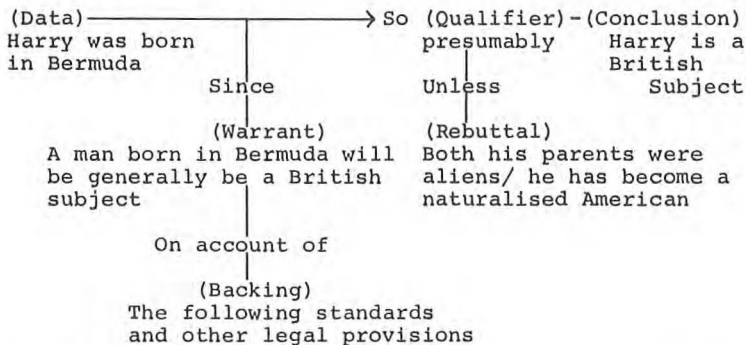 (Data) So (Qualifier)-(Conclusion)
Harry was born presumably Harry is a
in Bermuda British
Since Unless Subject
(Warrant) (Rebuttal)
A man born in Bermuda will Both his parents were
be generally be a British aliens/ he has become a
subject naturalised American
On account of
(Backing)
The following standards
and other legal provisions